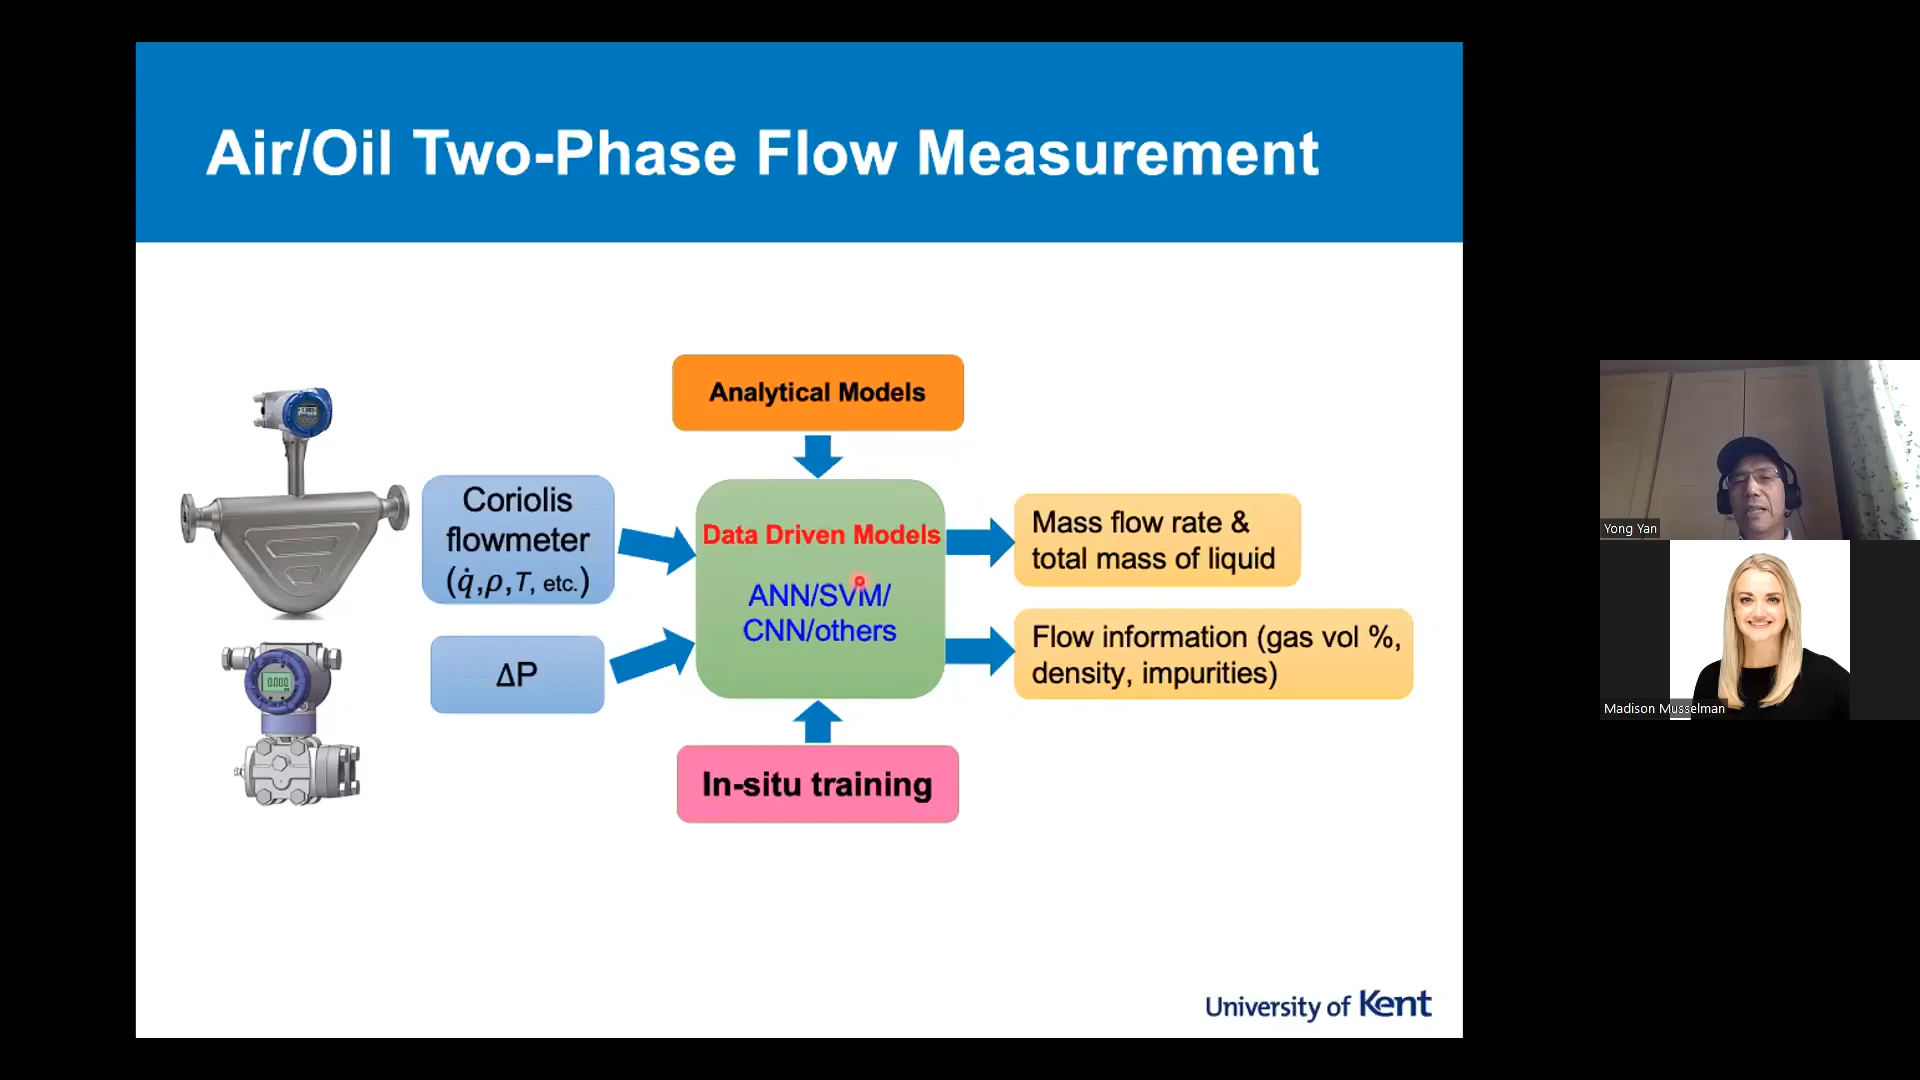 Air/Oil Two-Phase Flow Measurement
Analytical Models
Coriolis
flowmeter
(q̇,ρ,T, etc.)
ΔP
0.000
Data Driven Models
ANN/SVM/
CNN/others
In-situ training
Mass flow rate &
total mass of liquid
Flow information (gas vol %,
density, impurities)
University of Kent
Yong Yan
Madison Musselman